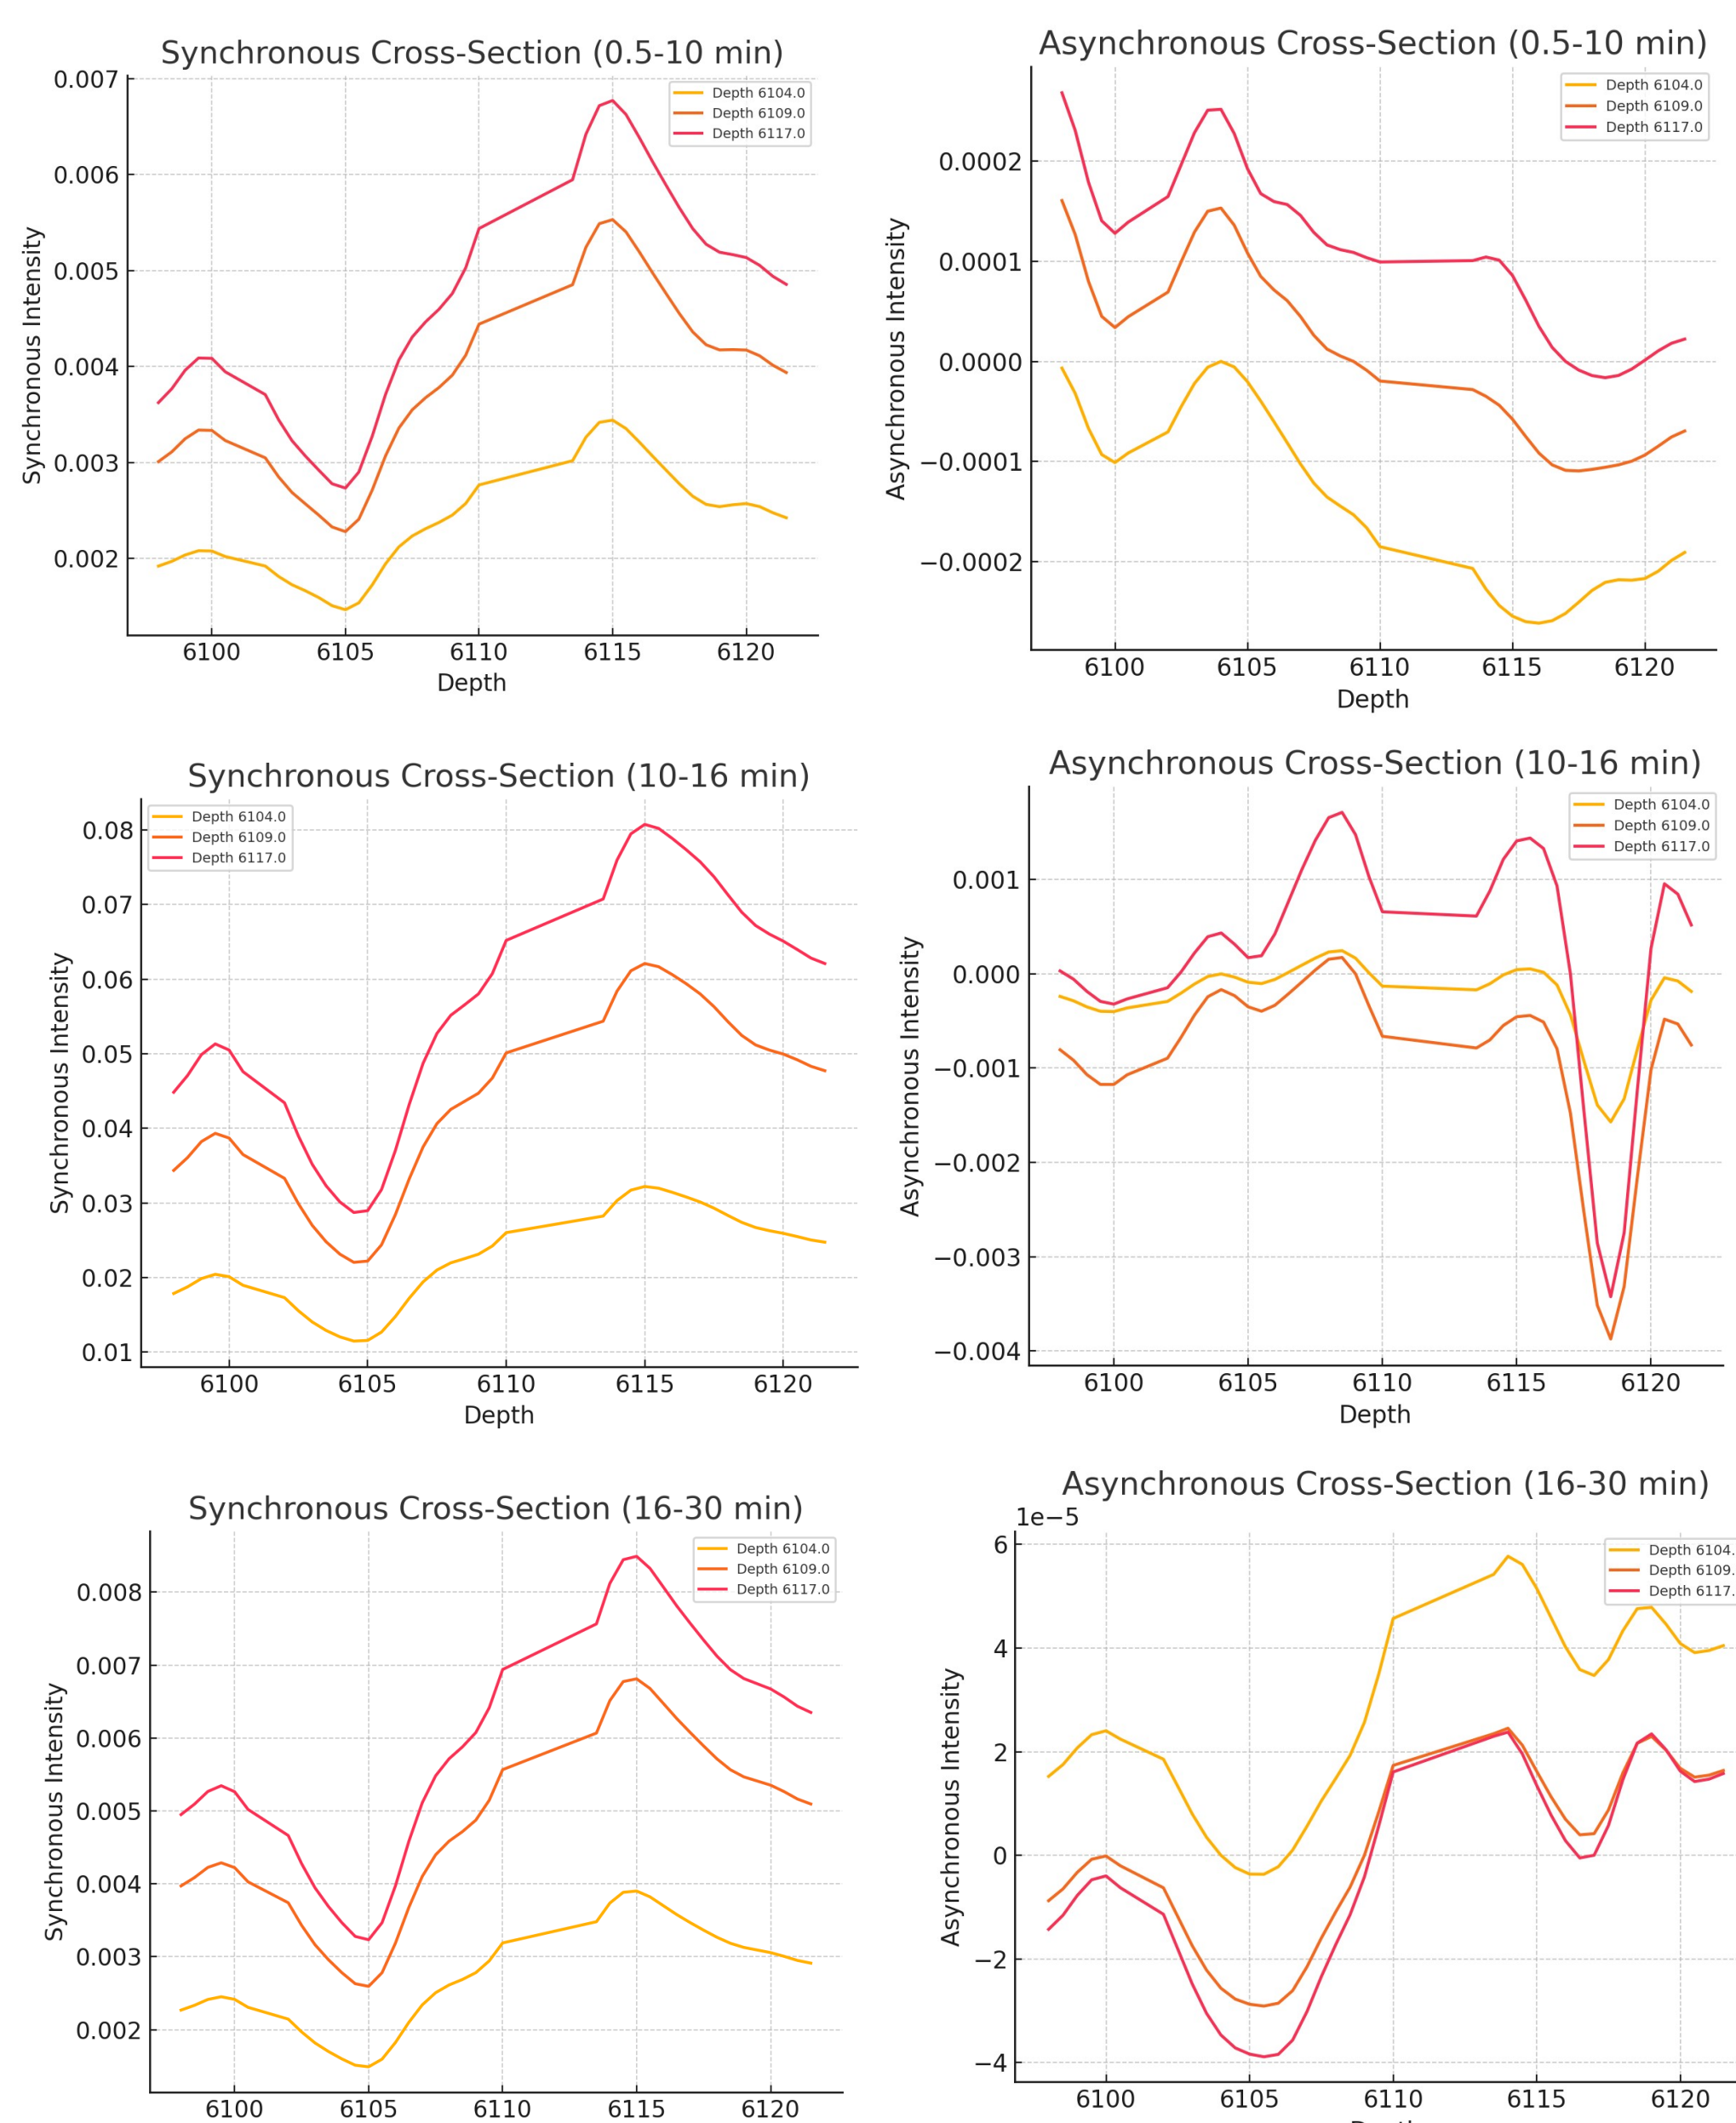 Synchronous Cross-Section (0.5-10 min)
0.007
0.006
0.005
0.004
0.003
0.002
Synchronous Intensity
Depth 6104.0
Depth 6109.0
Depth 6117.0
6100 6105 6110 6115 6120
Depth
Asynchronous Cross-Section (0.5-10 min)
0.0002
0.0001
0.0000
−0.0001
−0.0002
Asynchronous Intensity
Depth 6104.0
Depth 6109.0
Depth 6117.0
6100 6105 6110 6115 6120
Depth
Synchronous Cross-Section (10-16 min)
0.08
0.07
0.06
0.05
0.04
0.03
0.02
0.01
Synchronous Intensity
Depth 6104.0
Depth 6109.0
Depth 6117.0
6100 6105 6110 6115 6120
Depth
Asynchronous Cross-Section (10-16 min)
0.001
0.000
−0.001
−0.002
−0.003
−0.004
Asynchronous Intensity
Depth 6104.0
Depth 6109.0
Depth 6117.0
6100 6105 6110 6115 6120
Depth
Synchronous Cross-Section (16-30 min)
0.008
0.007
0.006
0.005
0.004
0.003
0.002
Synchronous Intensity
Depth 6104.0
Depth 6109.0
Depth 6117.0
6100 6105 6110 6115 6120
Asynchronous Cross-Section (16-30 min)
1e−5
6
4
2
0
−2
−4
Asynchronous Intensity
Depth 6104.
Depth 6109.
Depth 6117.
6100 6105 6110 6115 6120